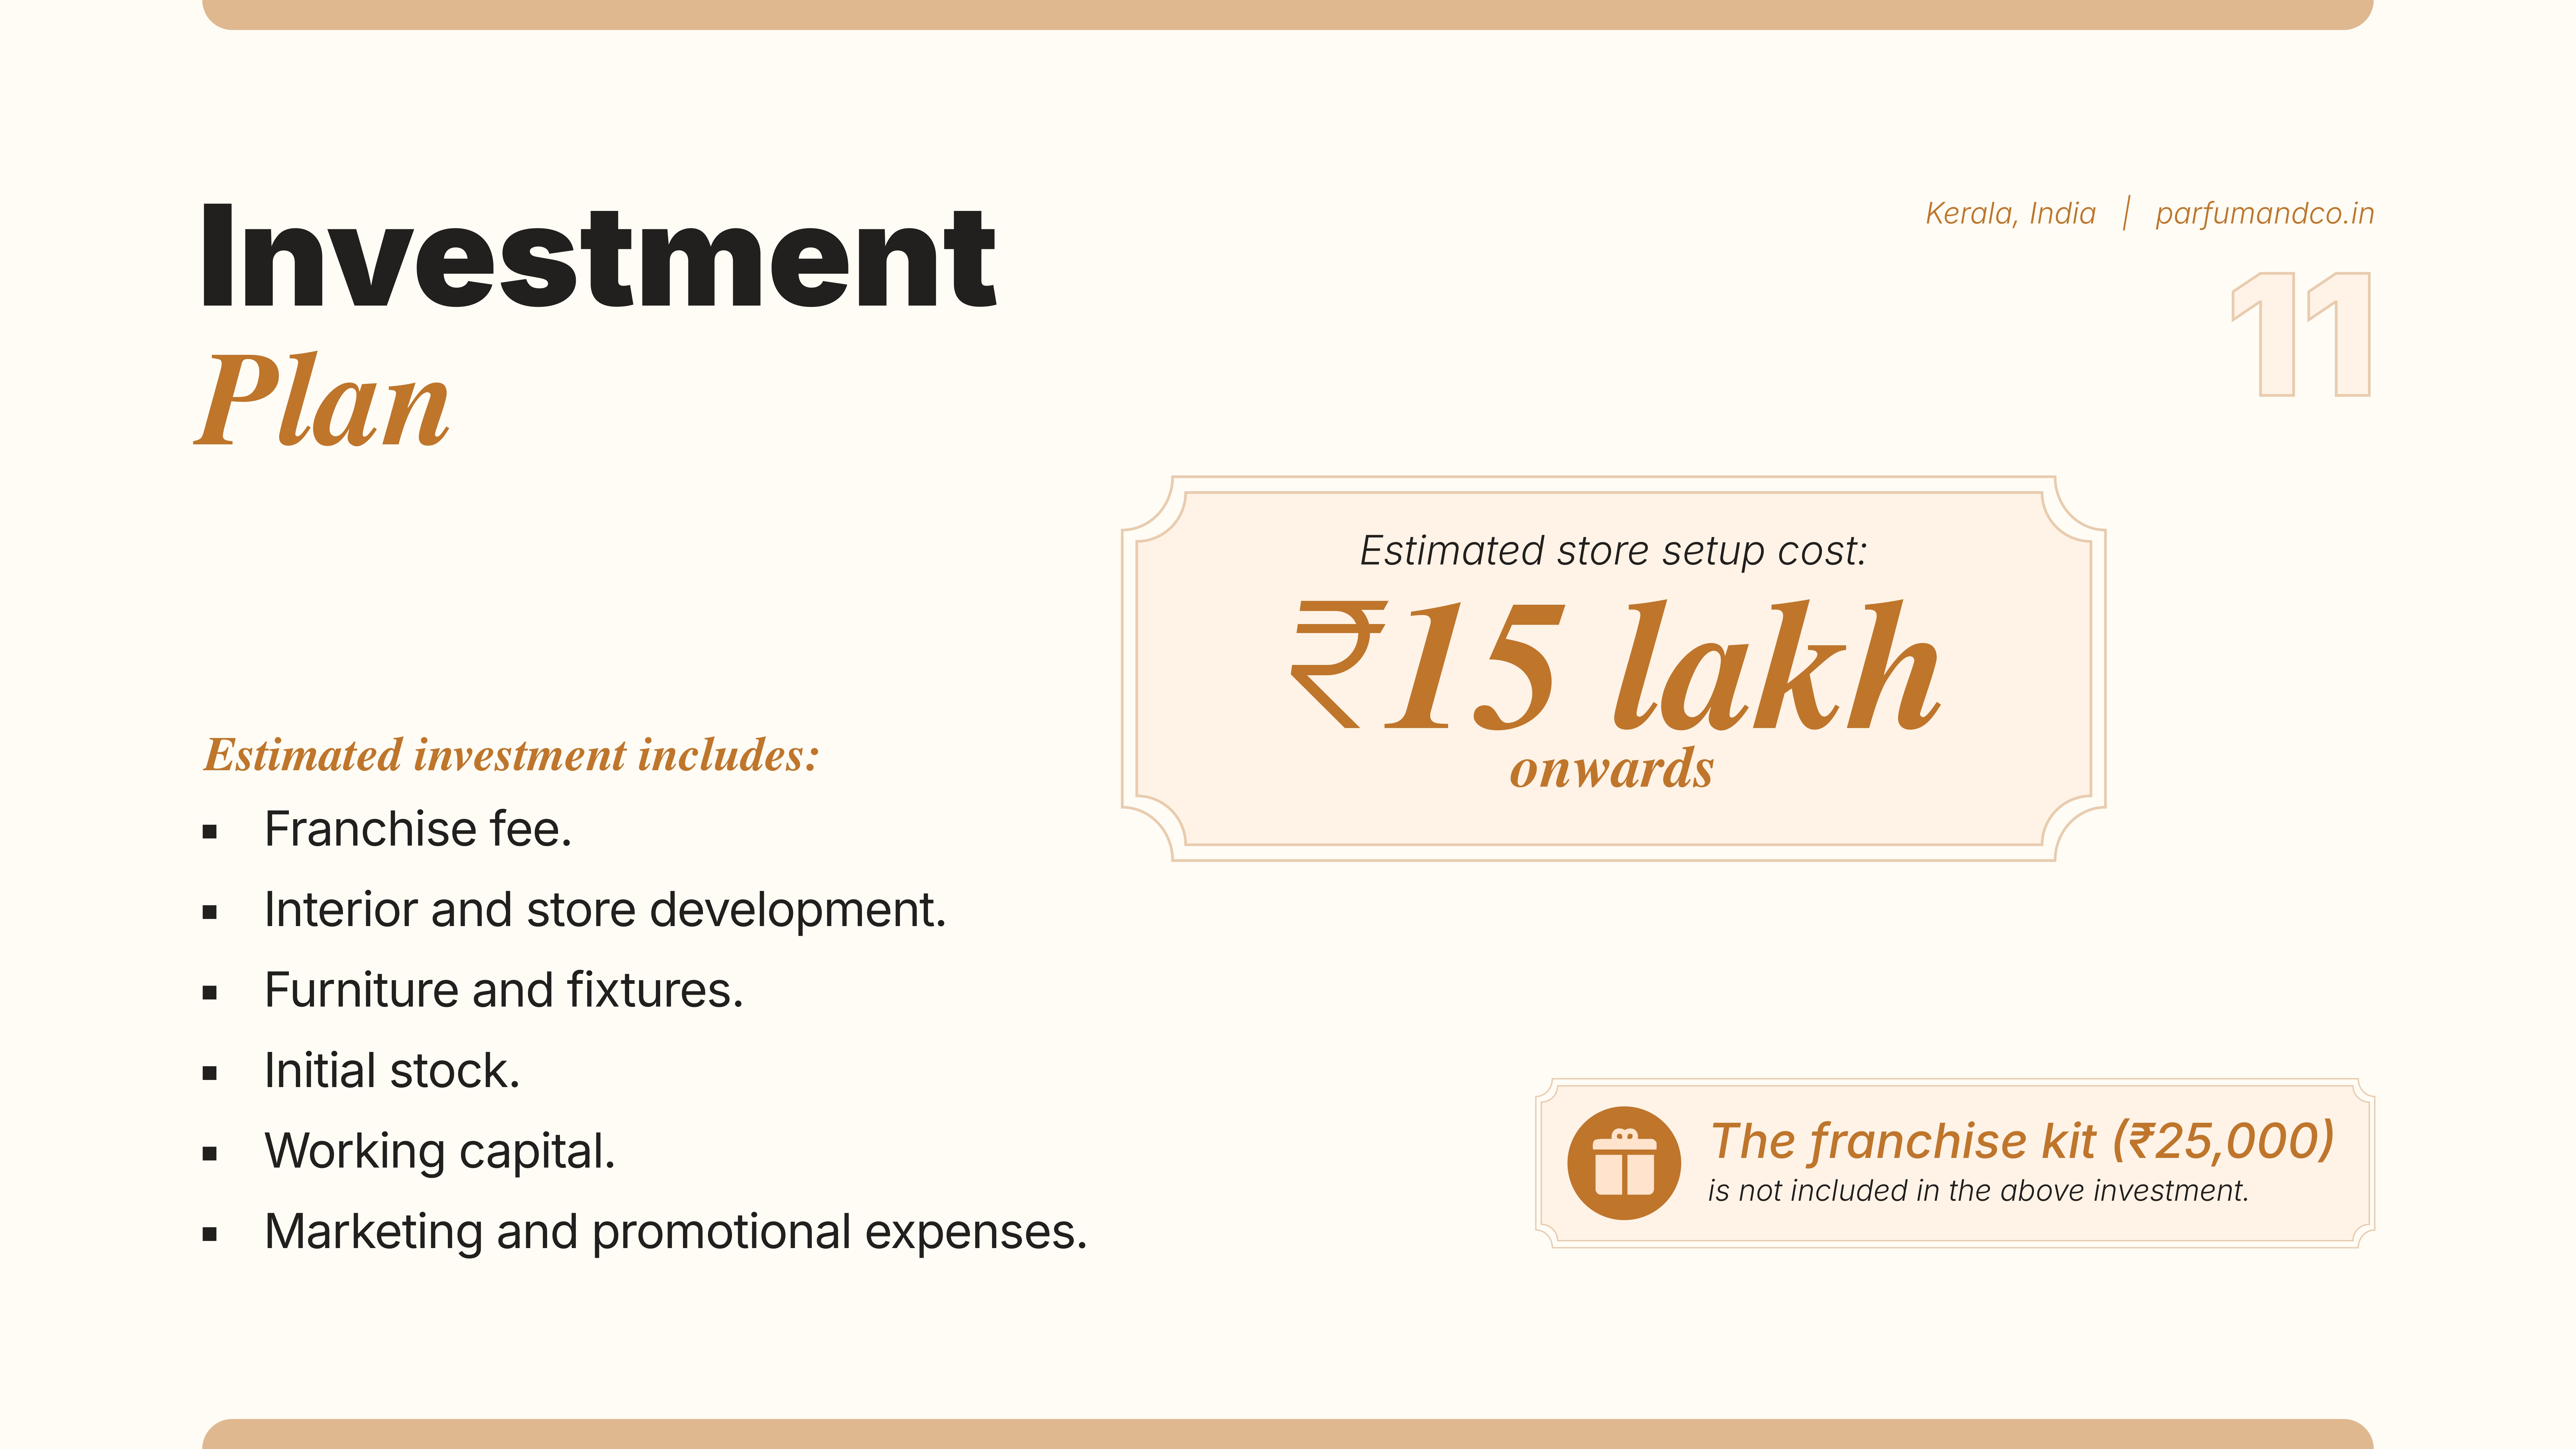 Investment
Plan
Kerala, India | parfumandco.in
11
Estimated store setup cost:
₹15 lakh
onwards
Estimated investment includes:
▪ Franchise fee.
▪ Interior and store development.
▪ Furniture and fixtures.
▪ Initial stock.
▪ Working capital.
▪ Marketing and promotional expenses.
The franchise kit (₹25,000)
is not included in the above investment.